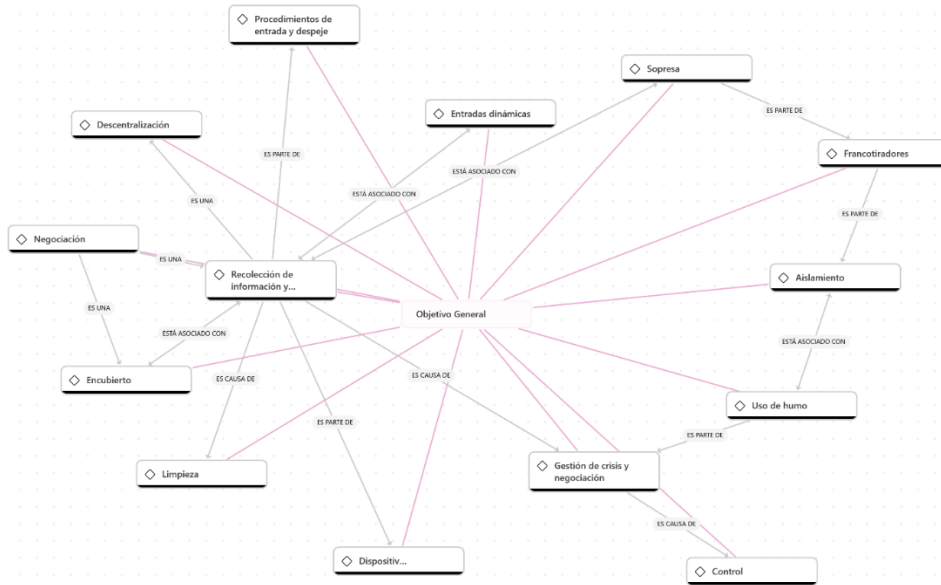 Procedimientos de
entrada y despeje
Sopresa
Entradas dinámicas
ES PARTE DE
Descentralización
Francotiradores
ES PARTE DE
ESTÁ ASOCIADO CON
ESTÁ ASOCIADO CON
ES UNA
ES PARTE DE
Negociación
ES UNA
Recolección de
información y...
Aislamiento
ES UNA
Objetivo General
ESTÁ ASOCIADO CON
ESTÁ ASOCIADO CON
Encubierto
ES CAUSA DE
ES CAUSA DE
Uso de humo
ES PARTE DE
ES PARTE DE
Limpieza
Gestión de crisis y
negociación
ES CAUSA DE
Dispositiv...
Control